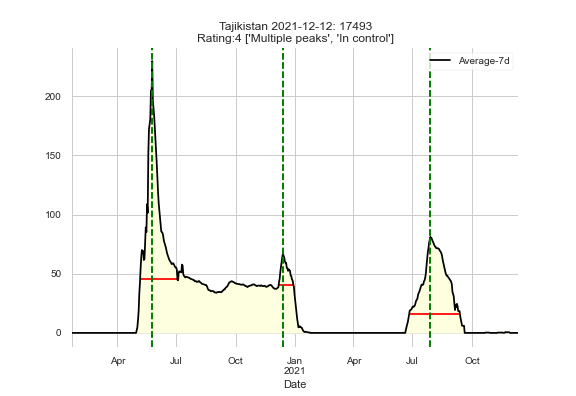 Tajikistan 2021-12-12: 17493
Rating:4 ['Multiple peaks', 'In control']
Average-7d
200
150
100
50
0
Apr Jul Oct Jan Apr Jul Oct
2021
Date